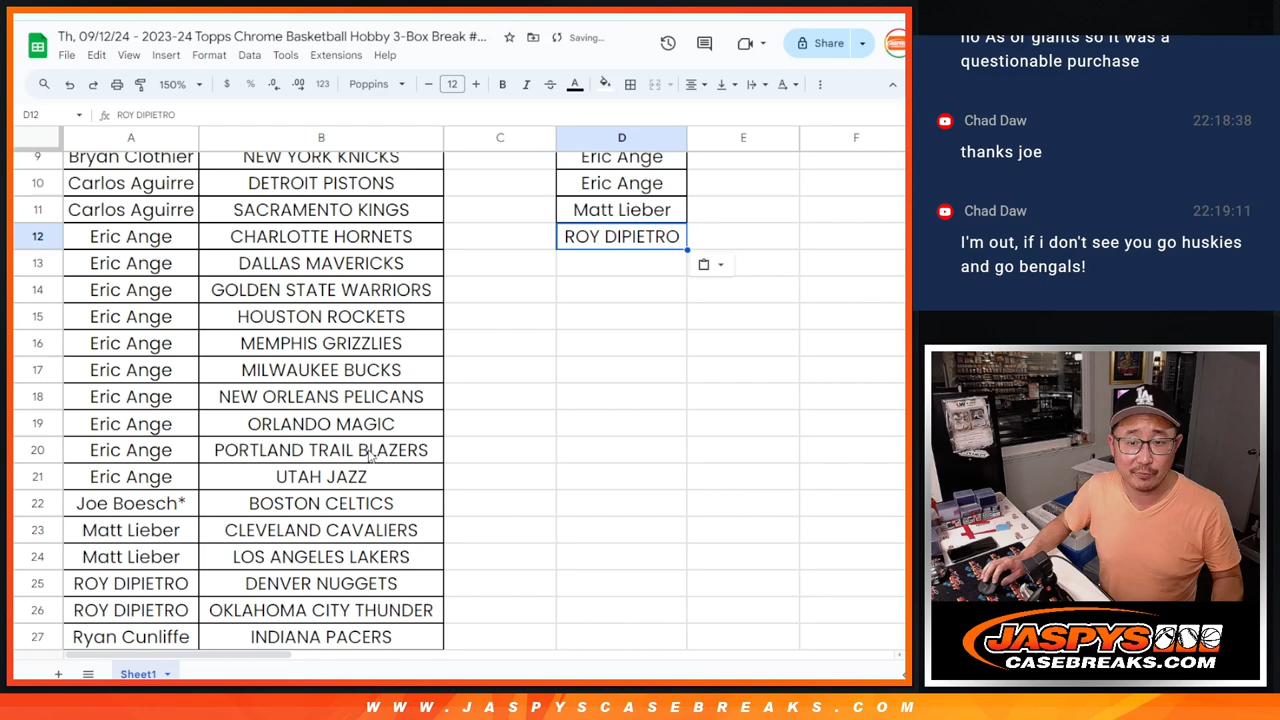 Th, 09/12/24 - 2023-24 Topps Chrome Basketball Hobby 3-Box Break #...
Saving...
Share
File Edit View Insert Format Data Tools Extensions Help
150% $ % .0 .00 123 Poppins 12 B I A
D12 fx ROY DIPIETRO
A B C D E F
9 Bryan Clothier NEW YORK KNICKS Eric Ange
10 Carlos Aguirre DETROIT PISTONS Eric Ange
11 Carlos Aguirre SACRAMENTO KINGS Matt Lieber
12 Eric Ange CHARLOTTE HORNETS ROY DIPIETRO
13 Eric Ange DALLAS MAVERICKS
14 Eric Ange GOLDEN STATE WARRIORS
15 Eric Ange HOUSTON ROCKETS
16 Eric Ange MEMPHIS GRIZZLIES
17 Eric Ange MILWAUKEE BUCKS
18 Eric Ange NEW ORLEANS PELICANS
19 Eric Ange ORLANDO MAGIC
20 Eric Ange PORTLAND TRAIL BLAZERS
21 Eric Ange UTAH JAZZ
22 Joe Boesch* BOSTON CELTICS
23 Matt Lieber CLEVELAND CAVALIERS
24 Matt Lieber LOS ANGELES LAKERS
25 ROY DIPIETRO DENVER NUGGETS
26 ROY DIPIETRO OKLAHOMA CITY THUNDER
27 Ryan Cunliffe INDIANA PACERS
Sheet1
no As or giants so it was a
questionable purchase
Chad Daw 22:18:38
thanks joe
Chad Daw 22:19:11
I'm out, if i don't see you go huskies
and go bengals!
LA
JASPYS
CASEBREAKS.COM
WWW.JASPYSCASEBREAKS.COM